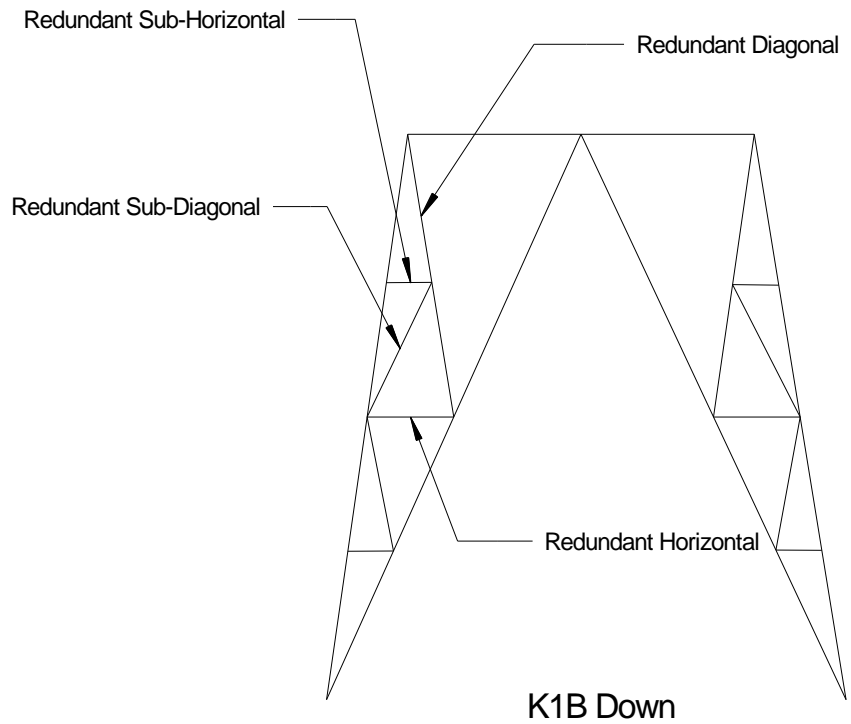 Redundant Sub-Horizontal
Redundant Diagonal
Redundant Sub-Diagonal
Redundant Horizontal
K1B Down